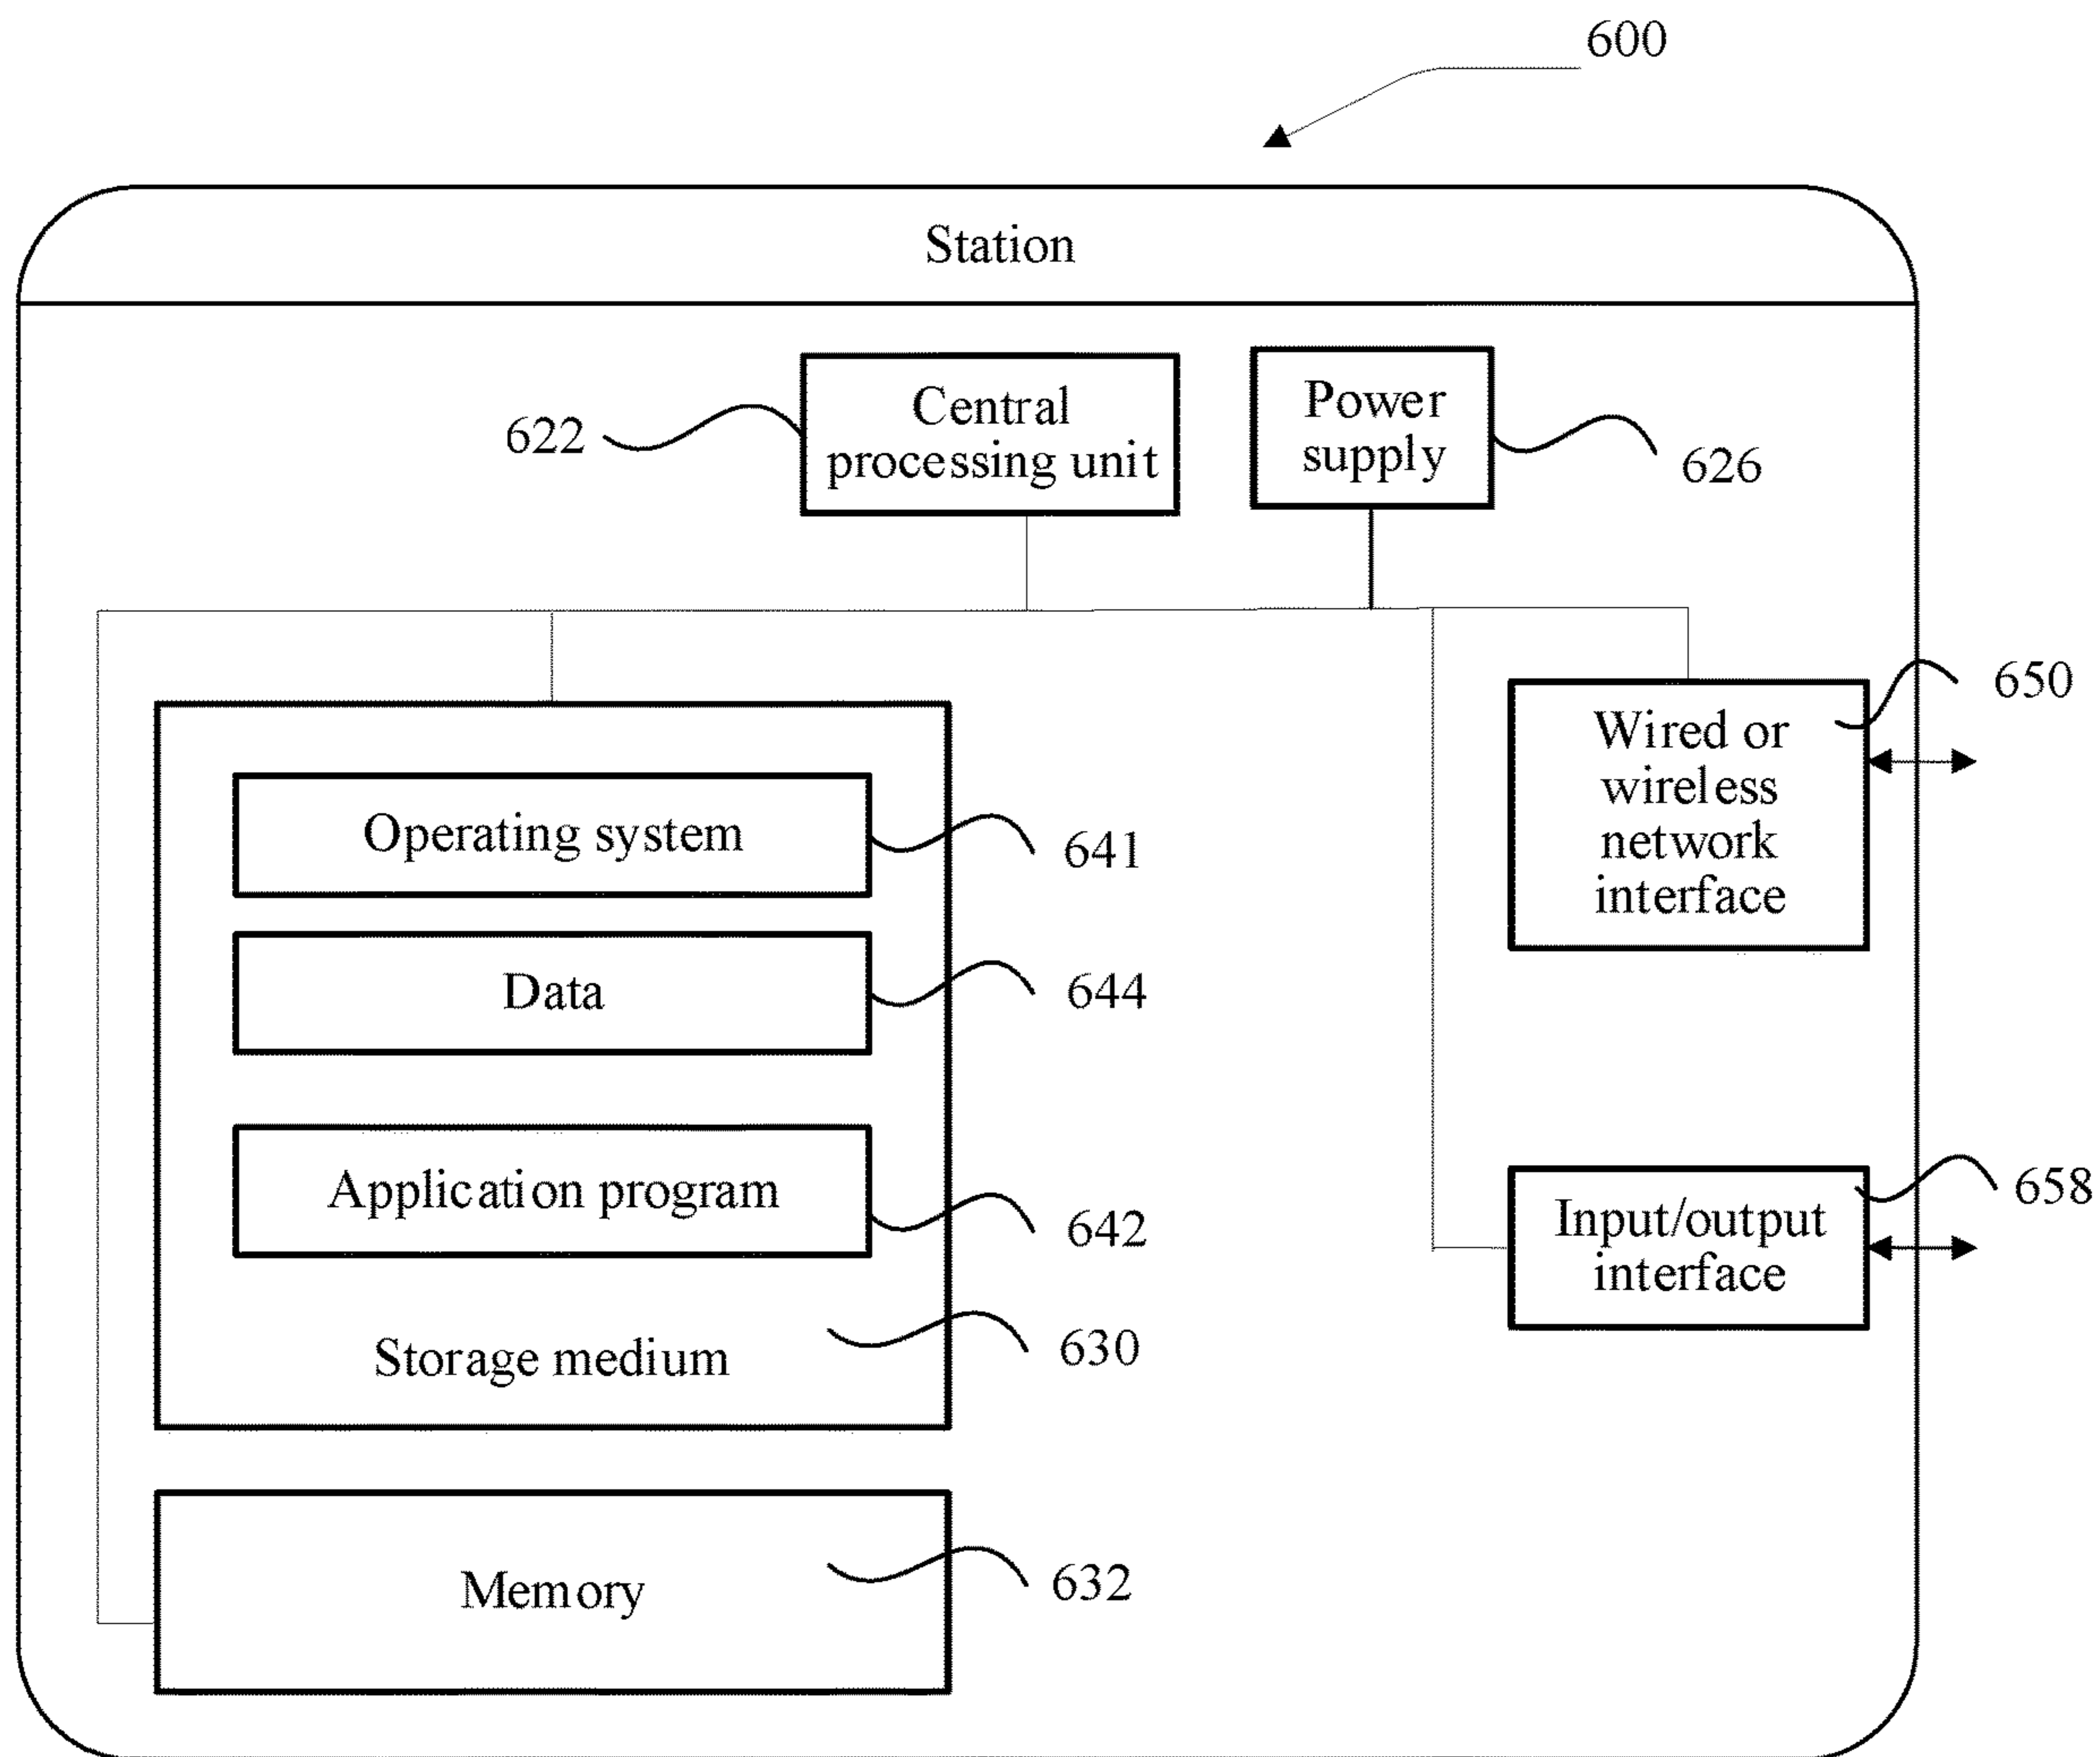 600
Station
Central
processing unit
622
Power
supply
626
Wired or
wireless
network
interface
650
Operating system
641
Data
644
Application program
642
Storage medium
630
Input/output
interface
658
Memory
632